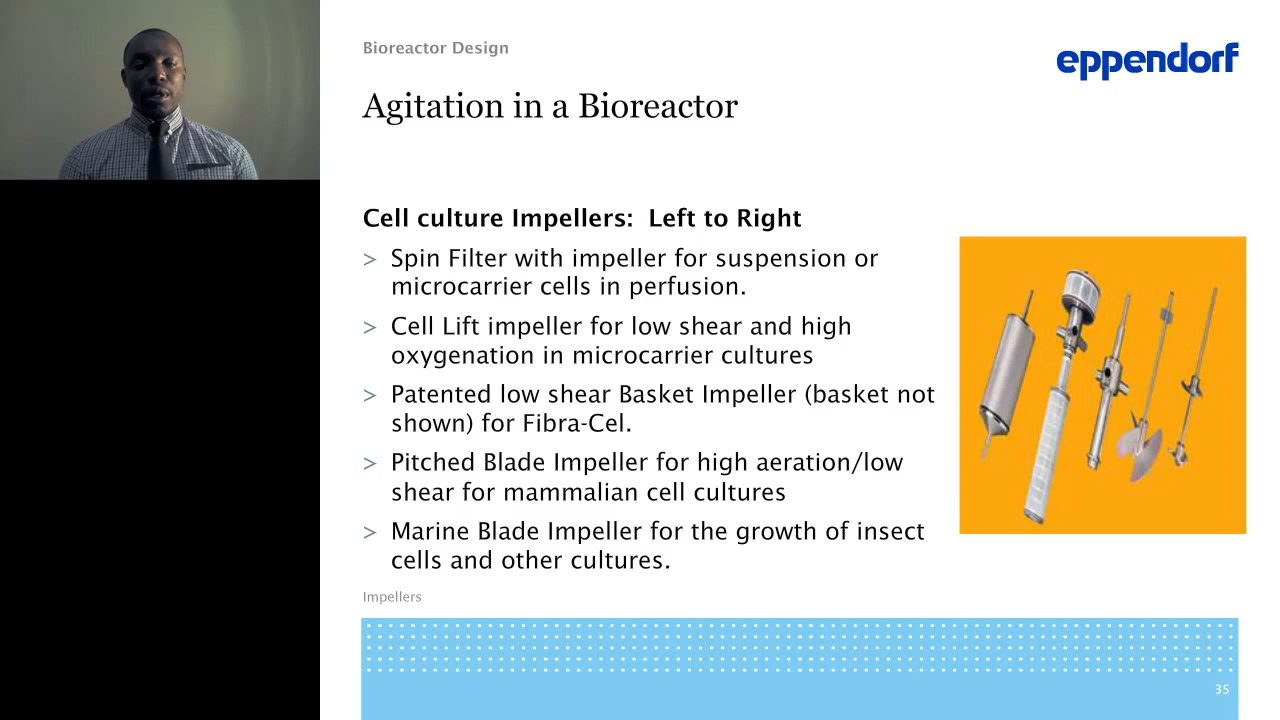 Bioreactor Design
eppendorf
Agitation in a Bioreactor
Cell culture Impellers:  Left to Right
> Spin Filter with impeller for suspension or
microcarrier cells in perfusion.
> Cell Lift impeller for low shear and high
oxygenation in microcarrier cultures
> Patented low shear Basket Impeller (basket not
shown) for Fibra-Cel.
> Pitched Blade Impeller for high aeration/low
shear for mammalian cell cultures
> Marine Blade Impeller for the growth of insect
cells and other cultures.
Impellers
35